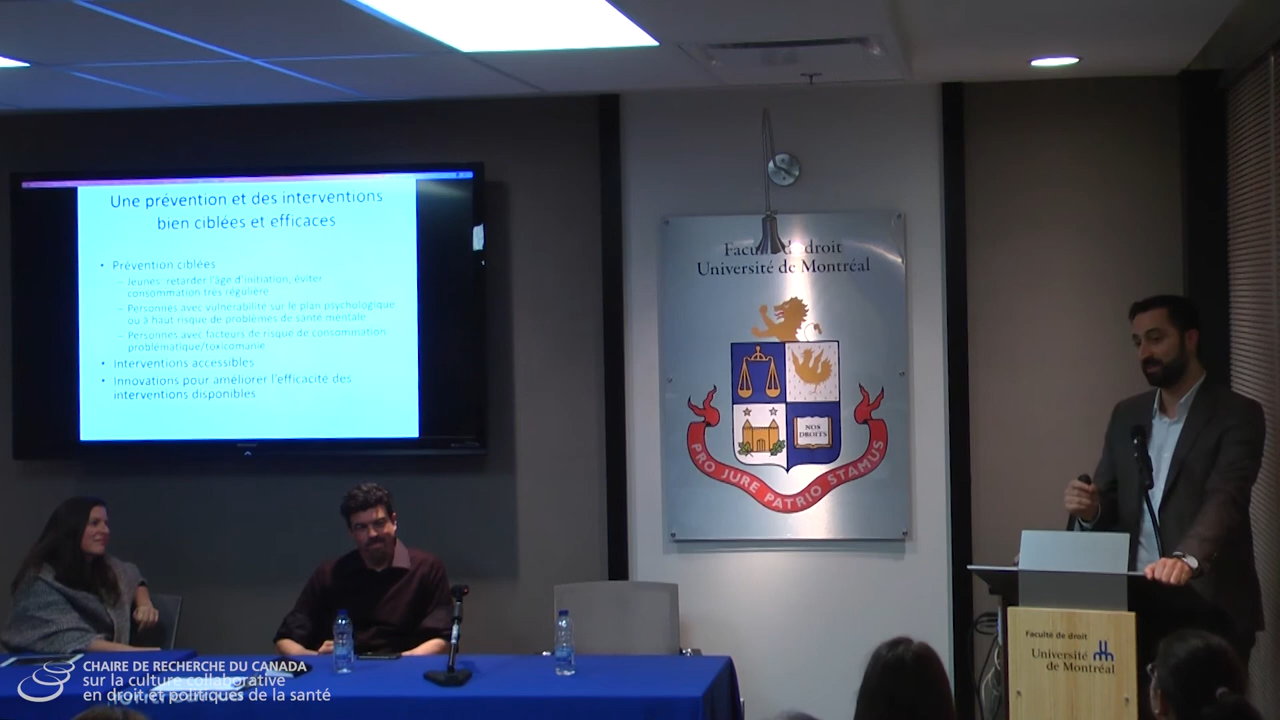 Une prévention et des interventions
bien ciblées et efficaces
• Prévention ciblées
– Jeunes: retarder l'âge d'initiation, éviter
consommation très régulière
– Personnes avec vulnérabilité sur le plan psychologique
ou à haut risque de problèmes de santé mentale
– Personnes avec facteurs de risque de consommation
problématique/toxicomanie
• Interventions accessibles
• Innovations pour améliorer l'efficacité des
interventions disponibles
Faculté de droit
Université de Montréal
NOS
DROITS
PRO JURE PATRIO STAMUS
Faculté de droit
Université
de Montréal
CHAIRE DE RECHERCHE DU CANADA
sur la culture collaborative
en droit et politiques de la santé